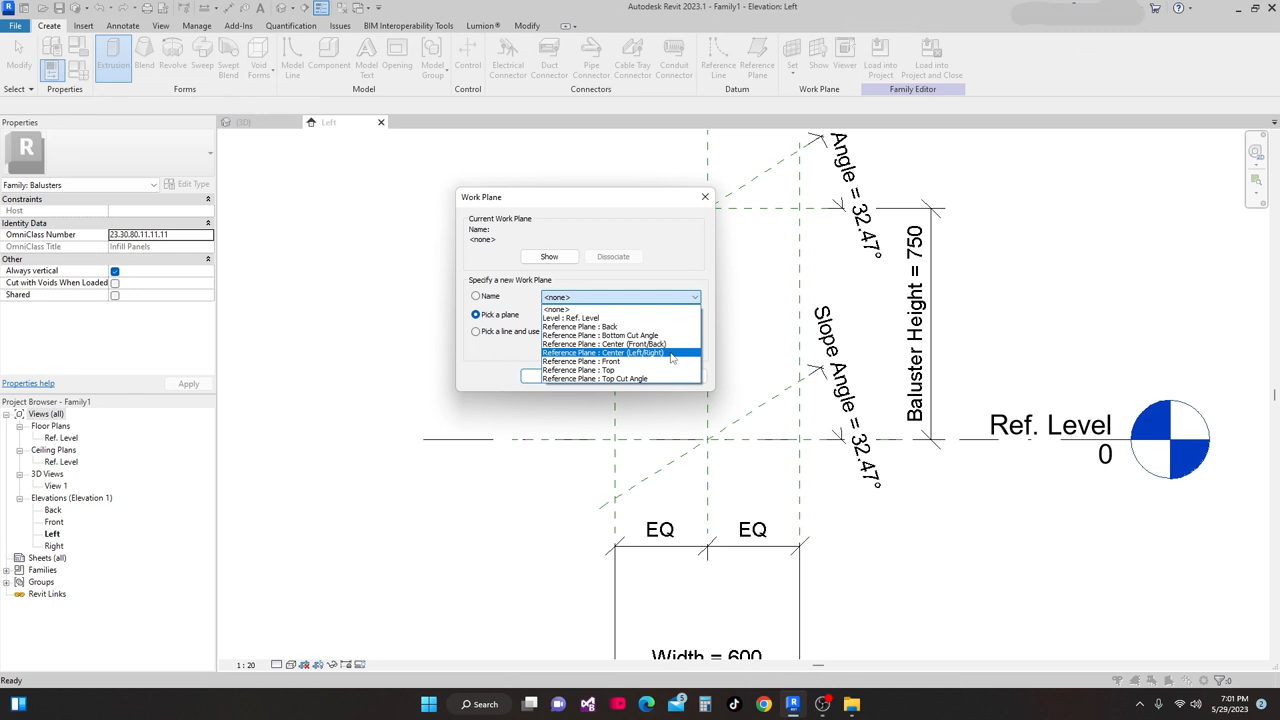 Autodesk Revit 2023.1 - Family1 - Elevation: Left
File Create Insert Annotate View Manage Add-Ins Quantification Issues BIM Interoperability Tools Lumion® Modify
Modify Extrusion Blend Revolve Sweep Swept Blend Void Forms Model Line Component Model Text Opening Model Group Control Electrical Connector Duct Connector Pipe Connector Cable Tray Connector Conduit Connector Reference Line Reference Plane Set Show Viewer Load into Project Load into Project and Close
Select Properties Forms Model Control Connectors Datum Work Plane Family Editor
Properties
(3D) Left
R
Family: Balusters Edit Type
Constraints
Host
Identity Data
OmniClass Number 23.30.80.11.11.11
OmniClass Title Infill Panels
Other
Always vertical
Cut with Voids When Loaded
Shared
Properties help Apply
Project Browser - Family1
Views (all)
Floor Plans
Ref. Level
Ceiling Plans
Ref. Level
3D Views
View 1
Elevations (Elevation 1)
Back
Front
Left
Right
Sheets (all)
Families
Groups
Revit Links
Work Plane
Current Work Plane
Name:
<none>
Show Dissociate
Specify a new Work Plane
Name <none>
Pick a plane
Pick a line and use
<none>
Level : Ref. Level
Reference Plane : Back
Reference Plane : Bottom Cut Angle
Reference Plane : Center (Front/Back)
Reference Plane : Center (Left/Right)
Reference Plane : Front
Reference Plane : Top
Reference Plane : Top Cut Angle
Angle = 32.47°
Slope Angle = 32.47°
Baluster Height = 750
Ref. Level
0
EQ EQ
Width = 600
1 : 20
Ready
:0
Search
7:01 PM
5/29/2023